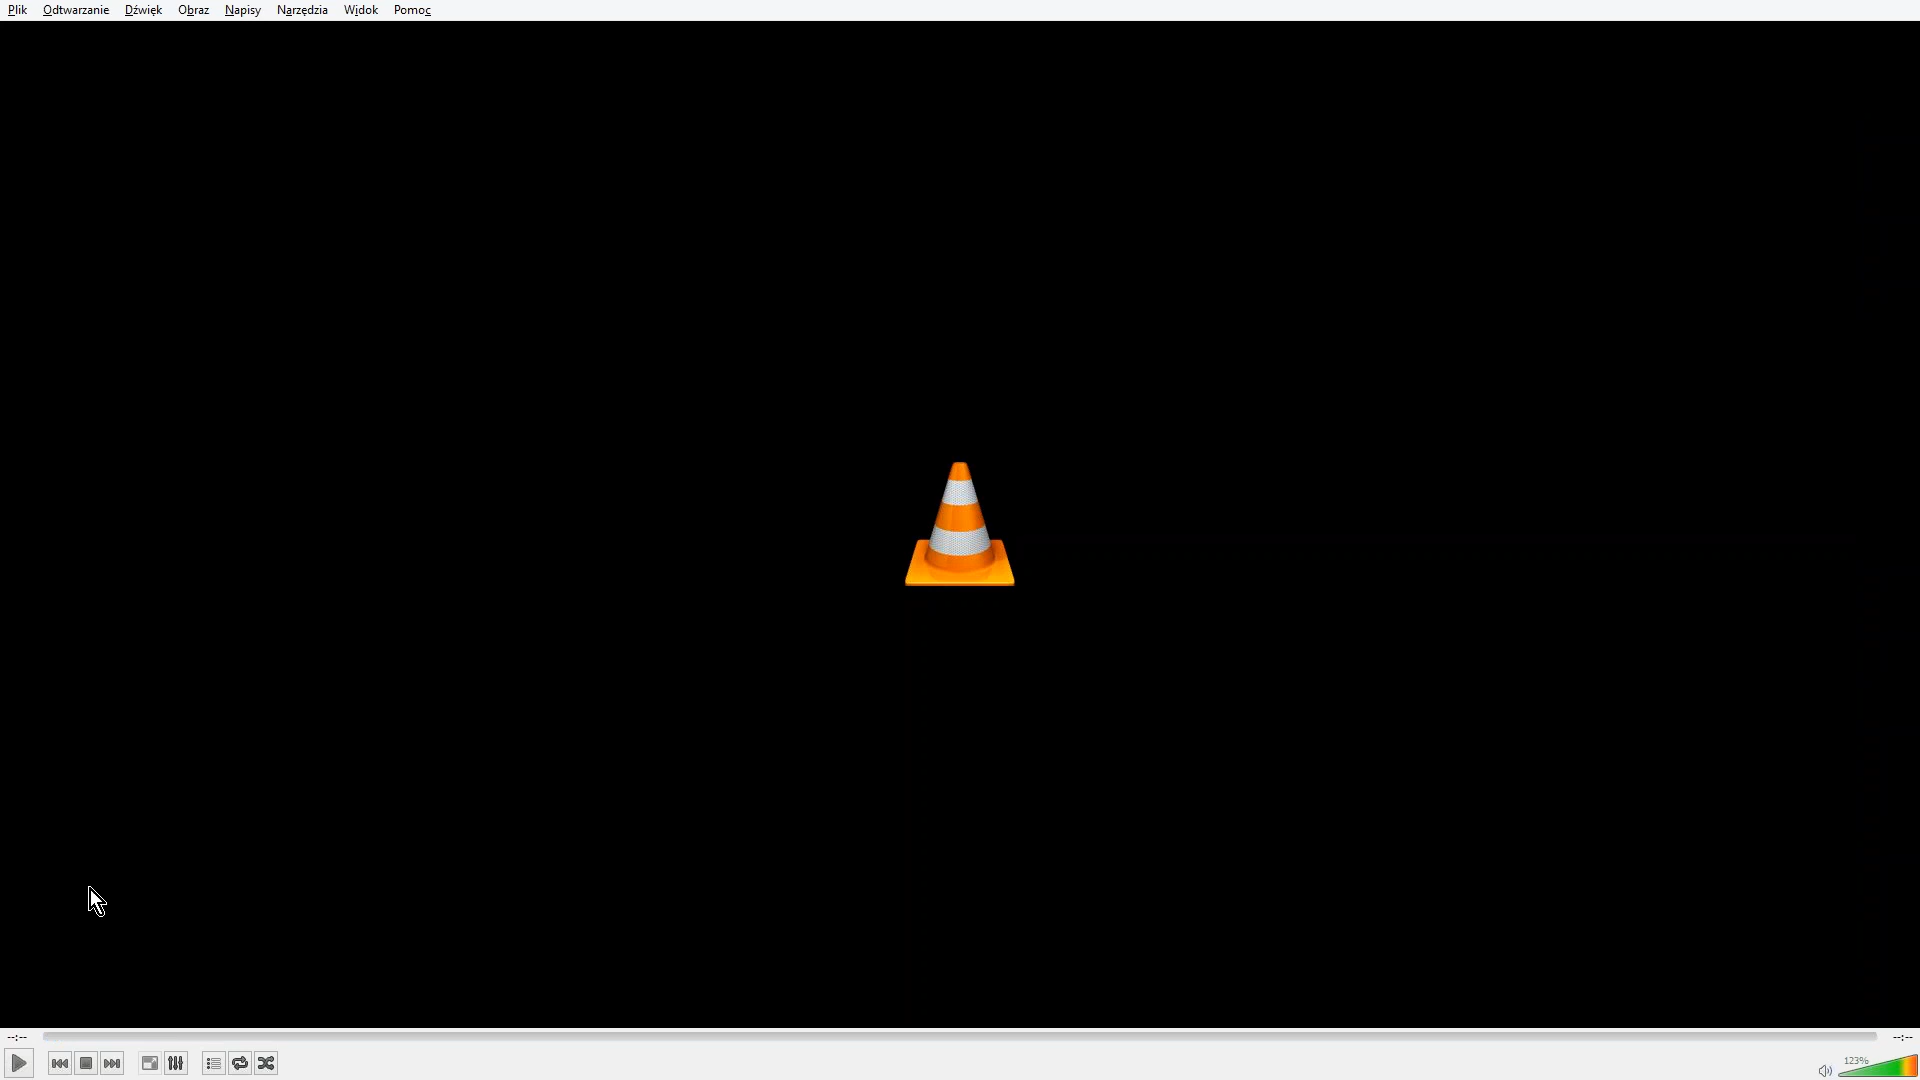 Plik Odtwarzanie Dźwięk Obraz Napisy Narzędzia Widok Pomoc
--:-- --:--
123%